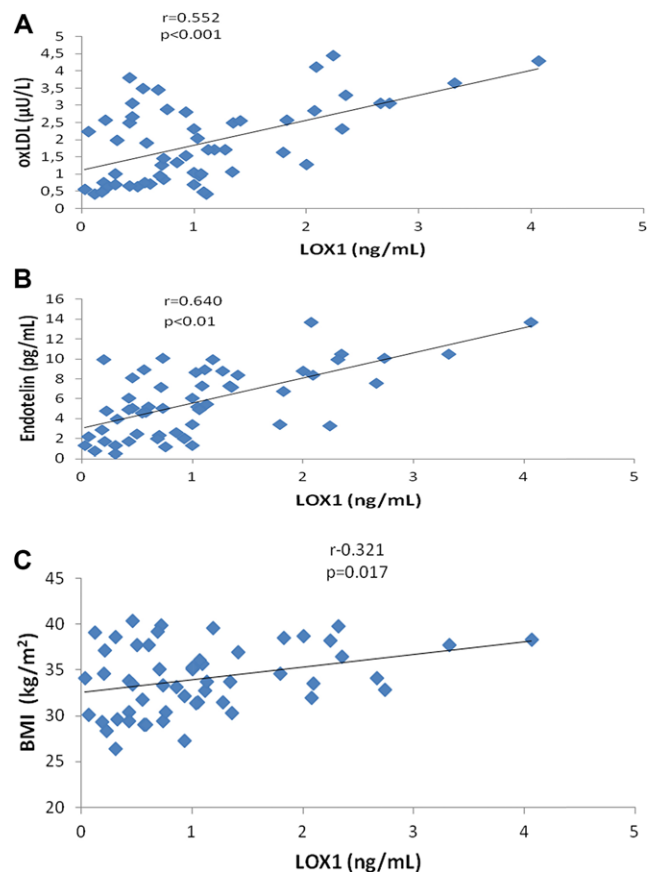 A
r=0.552
p<0.001
oxLDL (µU/L)
5
4,5
4
3,5
3
2,5
2
1,5
1
0,5
0
0 1 2 3 4 5
LOX1 (ng/mL)
B
r=0.640
p<0.01
Endotelin (pg/mL)
16
14
12
10
8
6
4
2
0
0 1 2 3 4 5
LOX1 (ng/mL)
C
r-0.321
p=0.017
BMI (kg/m²)
45
40
35
30
25
20
0 1 2 3 4 5
LOX1 (ng/mL)